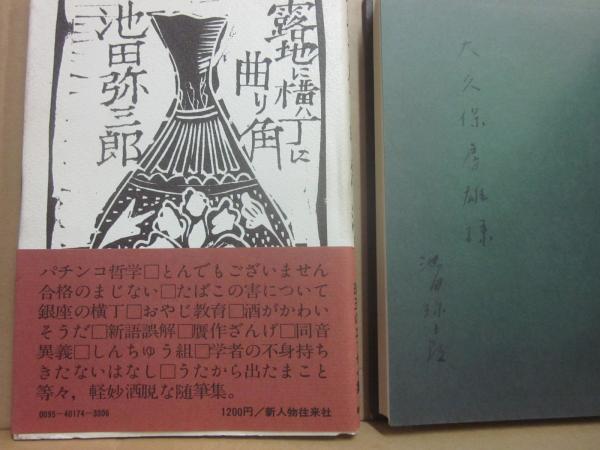 露地に横丁に
曲り角
池田弥三郎
パチンコ哲学□とんでもございません
合格のまじない□たばこの害について
銀座の横丁□おやじ教育□酒がかわい
そうだ□新語誤解□贋作ざんげ□同音
異義□しんちゅう組□学者の不身持ち
きたないはなし□うたから出たまこと
等々，軽妙洒脱な随筆集。
0095-40174-3306
1200円／新人物往来社
大久保房雄様
池田弥三郎